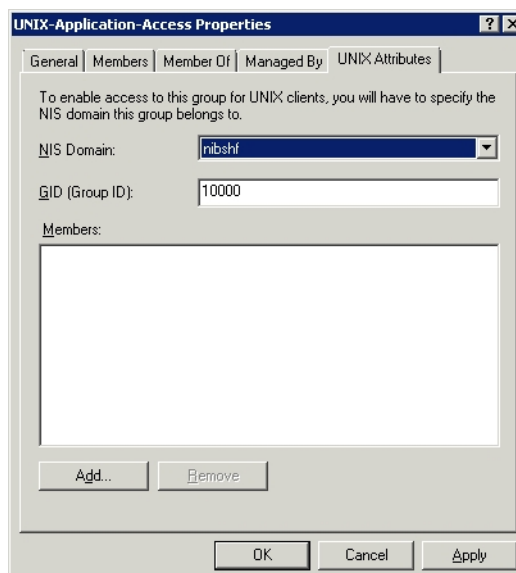 UNIX-Application-Access Properties
General Members Member Of Managed By UNIX Attributes
To enable access to this group for UNIX clients, you will have to specify the
NIS domain this group belongs to.
NIS Domain: nibshf
GID (Group ID): 10000
Members:
Add... Remove
OK Cancel Apply